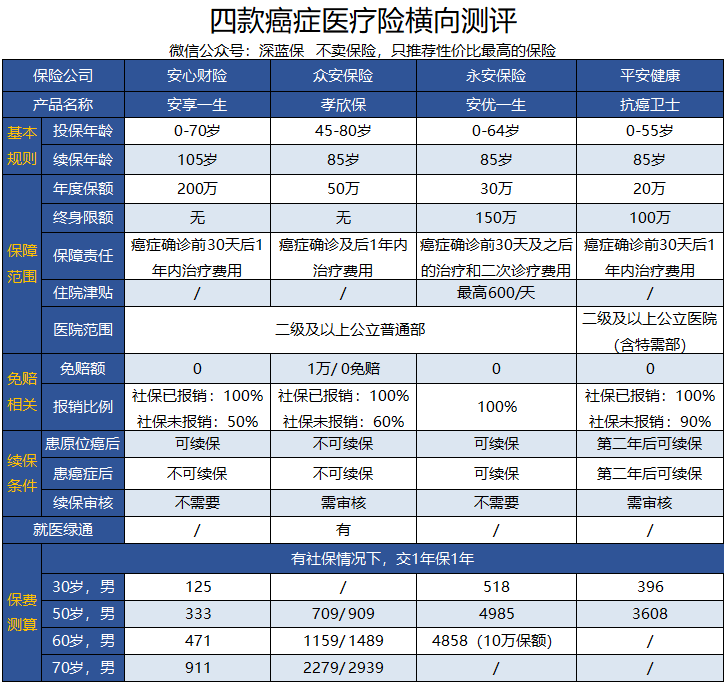 四款癌症医疗险横向测评
微信公众号：深蓝保 不卖保险，只推荐性价比最高的保险
保险公司 安心财险 众安保险 永安保险 平安健康
产品名称 安享一生 孝欣保 安优一生 抗癌卫士
基本规则 投保年龄 0-70岁 45-80岁 0-64岁 0-55岁
续保年龄 105岁 85岁 85岁 85岁
保障范围 年度保额 200万 50万 30万 20万
终身限额 无 无 150万 100万
保障责任 癌症确诊前30天后1年内治疗费用 癌症确诊及后1年内治疗费用 癌症确诊前30天及之后的治疗和二次诊疗费用 癌症确诊前30天后1年内治疗费用
住院津贴 / / 最高600/天 /
医院范围 二级及以上公立普通部 二级及以上公立医院(含特需部)
免赔相关 免赔额 0 1万/0免赔 0 0
报销比例 社保已报销：100% 社保未报销：50% 社保已报销：100% 社保未报销：60% 100% 社保已报销：100% 社保未报销：90%
续保条件 患原位癌后 可续保 不可续保 可续保 第二年后可续保
患癌症后 不可续保 不可续保 可续保 第二年后可续保
续保审核 不需要 需审核 不需要 需审核
就医绿通 / 有 / /
保费测算 有社保情况下，交1年保1年
30岁，男 125 / 518 396
50岁，男 333 709/909 4985 3608
60岁，男 471 1159/1489 4858（10万保额） /
70岁，男 911 2279/2939 / /